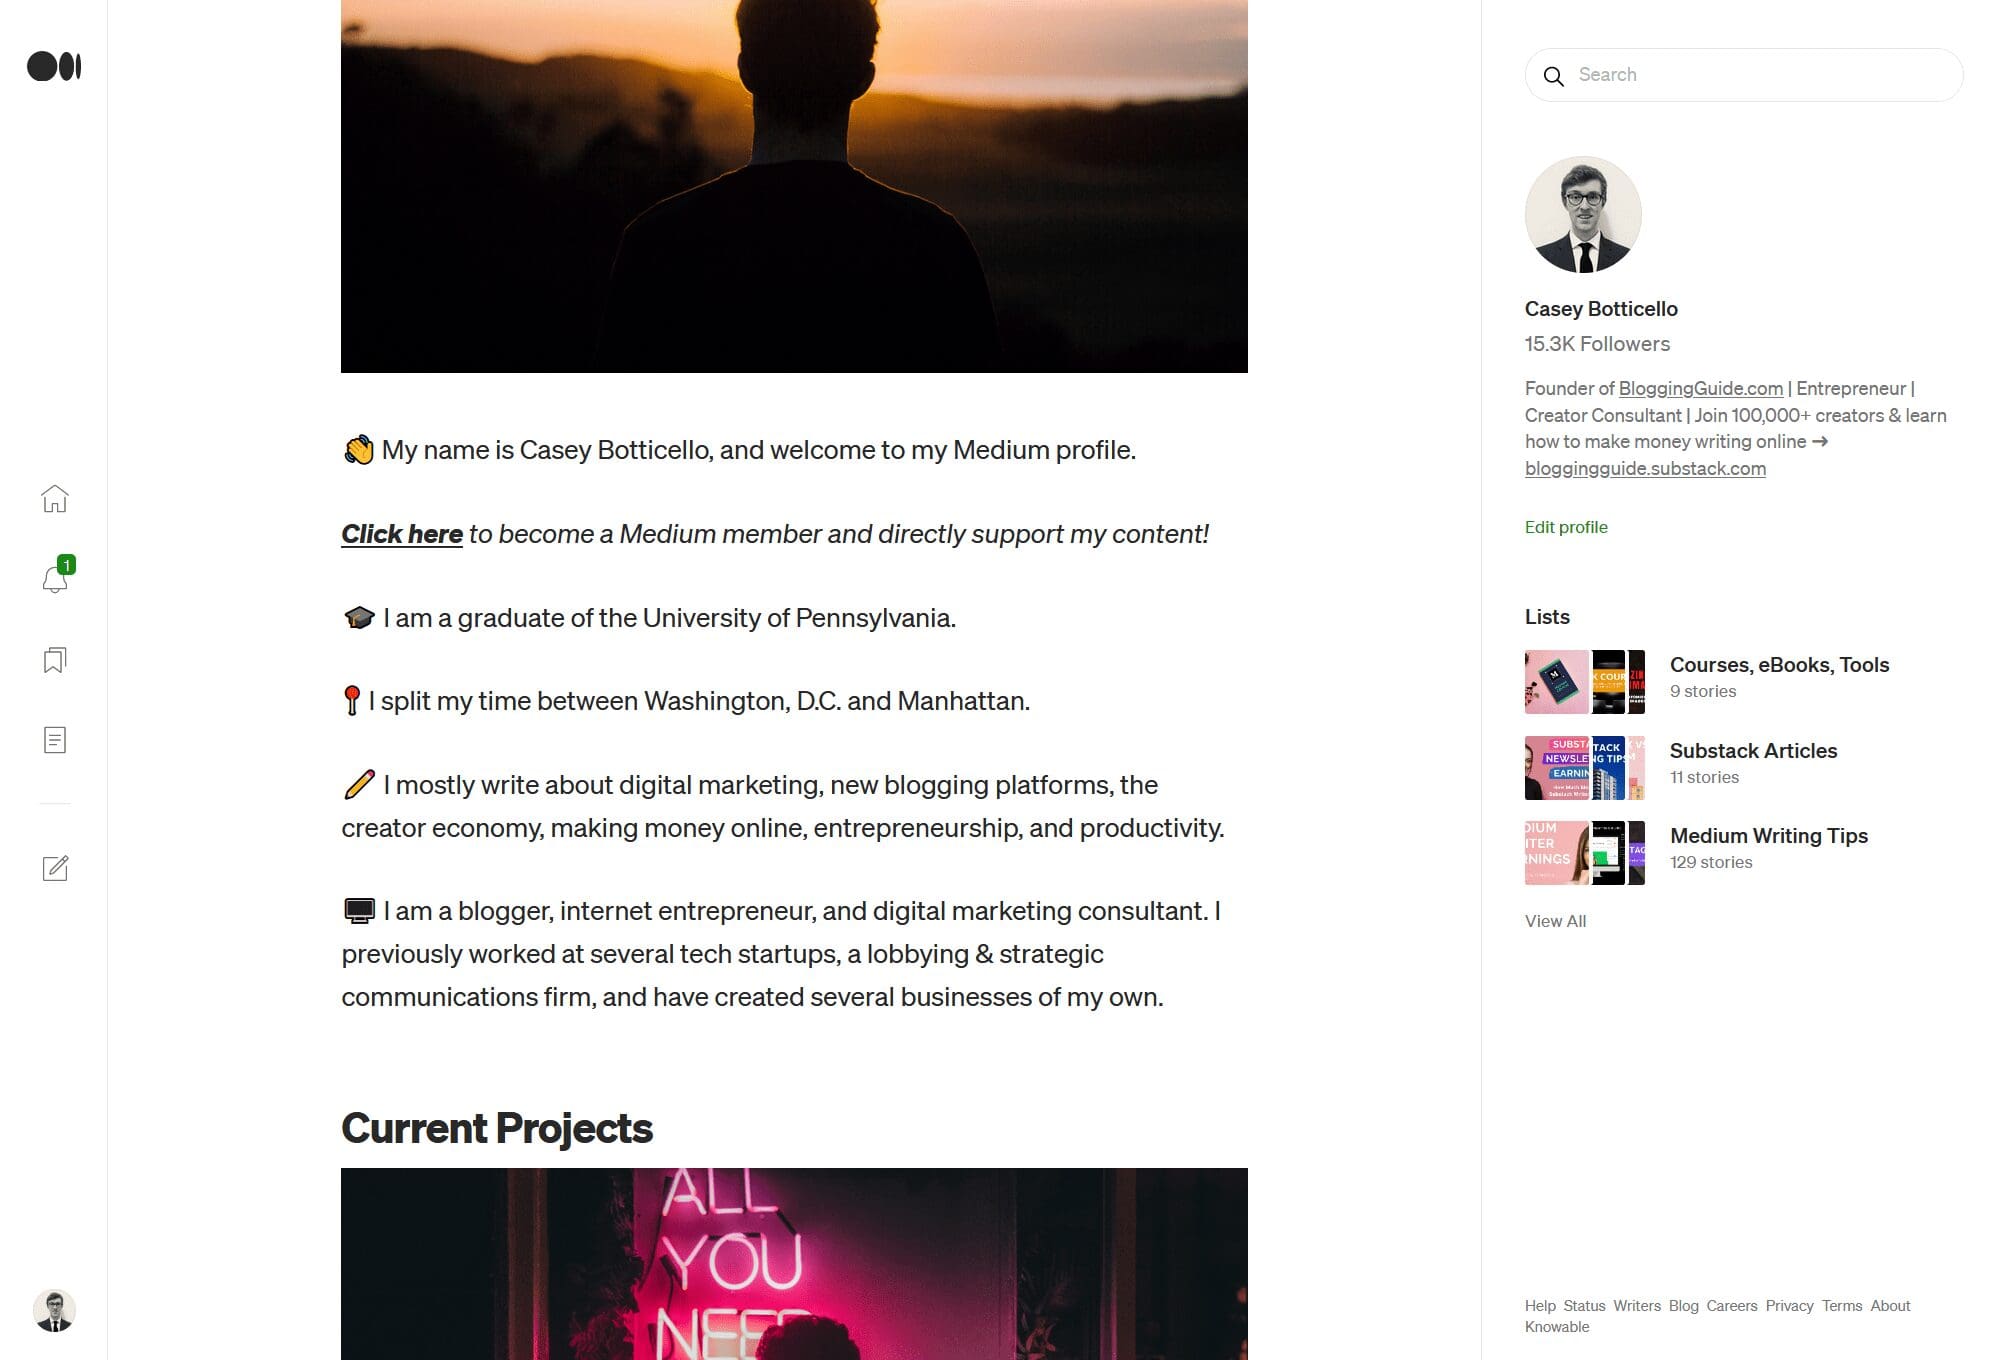 1
👋 My name is Casey Botticello, and welcome to my Medium profile.
Click here to become a Medium member and directly support my content!
🎓 I am a graduate of the University of Pennsylvania.
📍 I split my time between Washington, D.C. and Manhattan.
✏️ I mostly write about digital marketing, new blogging platforms, the
creator economy, making money online, entrepreneurship, and productivity.
🖥 I am a blogger, internet entrepreneur, and digital marketing consultant. I
previously worked at several tech startups, a lobbying & strategic
communications firm, and have created several businesses of my own.
Current Projects
ALL
YOU
NEE
Search
Casey Botticello
15.3K Followers
Founder of BloggingGuide.com | Entrepreneur |
Creator Consultant | Join 100,000+ creators & learn
how to make money writing online →
bloggingguide.substack.com
Edit profile
Lists
Courses, eBooks, Tools
9 stories
Substack Articles
11 stories
Medium Writing Tips
129 stories
View All
Help Status Writers Blog Careers Privacy Terms About
Knowable